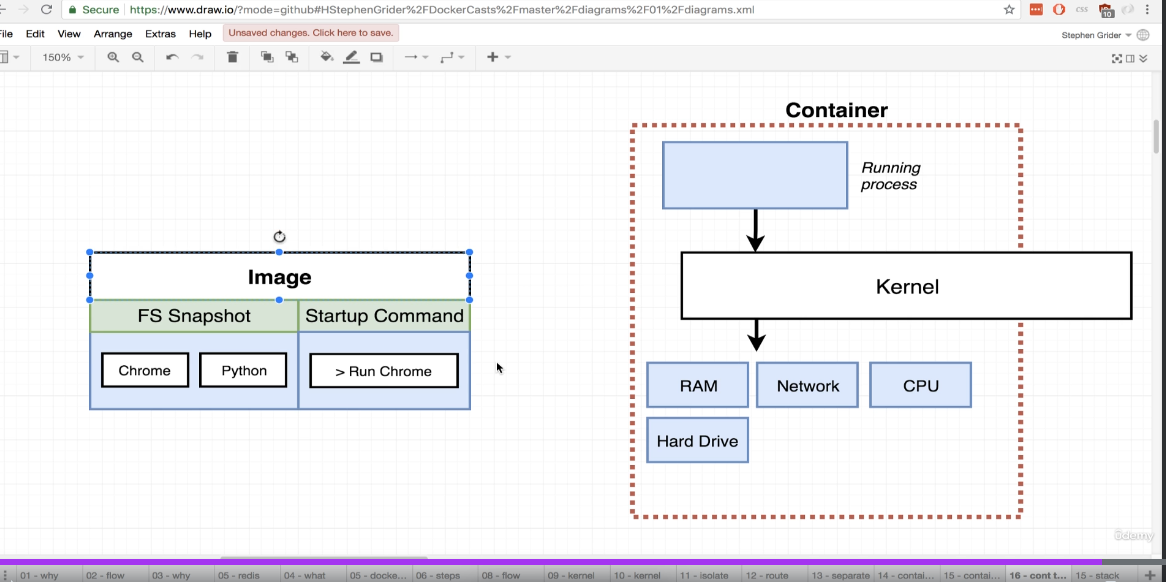 Secure https://www.draw.io/?mode=github#HStephenGrider%2FDockerCasts%2Fmaster%2Fdiagrams%2F01%2Fdiagrams.xml
css
10
File Edit View Arrange Extras Help Unsaved changes. Click here to save.
Stephen Grider
150%
Container
Running
process
Image
Kernel
FS Snapshot Startup Command
Chrome Python > Run Chrome
RAM Network CPU
Hard Drive
ûdemy
01 - why 02 - flow 03 - why 05 - redis 04 - what 05 - docke... 06 - steps 08 - flow 09 - kernel 10 - kernel 11 - isolate 12 - route 13 - separate 14 - contai... 15 - contai... 16 - cont t... 15 - stack